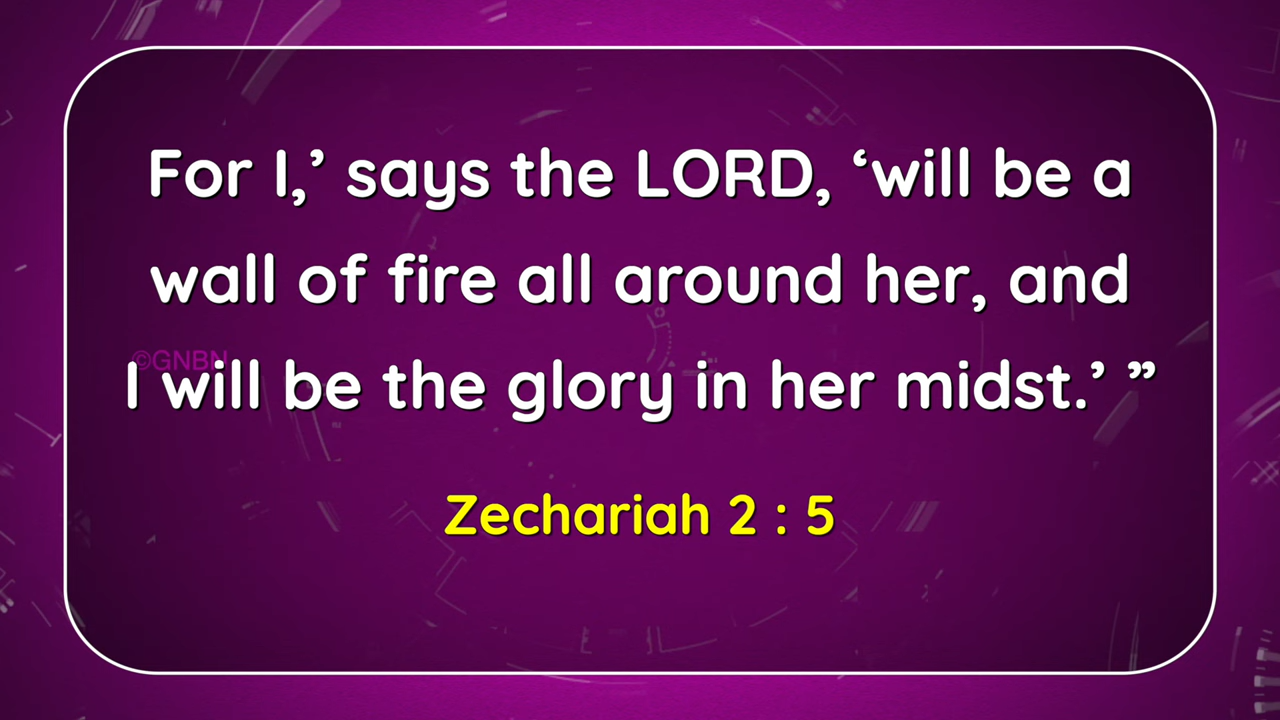 For I,’ says the LORD, ‘will be a
wall of fire all around her, and
©GNBN
I will be the glory in her midst.’ ”
Zechariah 2 : 5